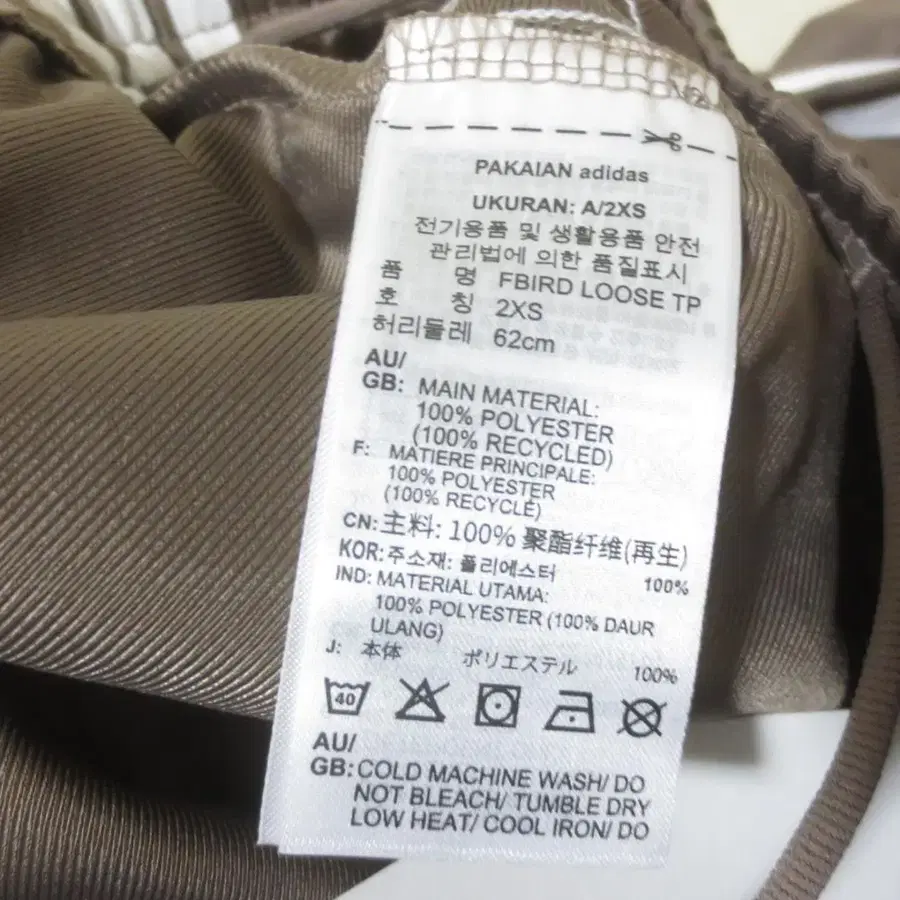 PAKAIAN adidas
UKURAN: A/2XS
전기용품 및 생활용품 안전
관리법에 의한 품질표시
품 명 FBIRD LOOSE TP
호 칭 2XS
허리둘레 62cm
AU/
GB: MAIN MATERIAL:
100% POLYESTER
(100% RECYCLED)
F: MATIERE PRINCIPALE:
100% POLYESTER
(100% RECYCLÉ)
CN: 主料: 100% 聚酯纤维(再生)
KOR: 주소재: 폴리에스터 100%
IND: MATERIAL UTAMA:
100% POLYESTER (100% DAUR
ULANG)
J: 本体 ポリエステル 100%
40
AU/
GB: COLD MACHINE WASH/ DO
NOT BLEACH/ TUMBLE DRY
LOW HEAT/ COOL IRON/ DO